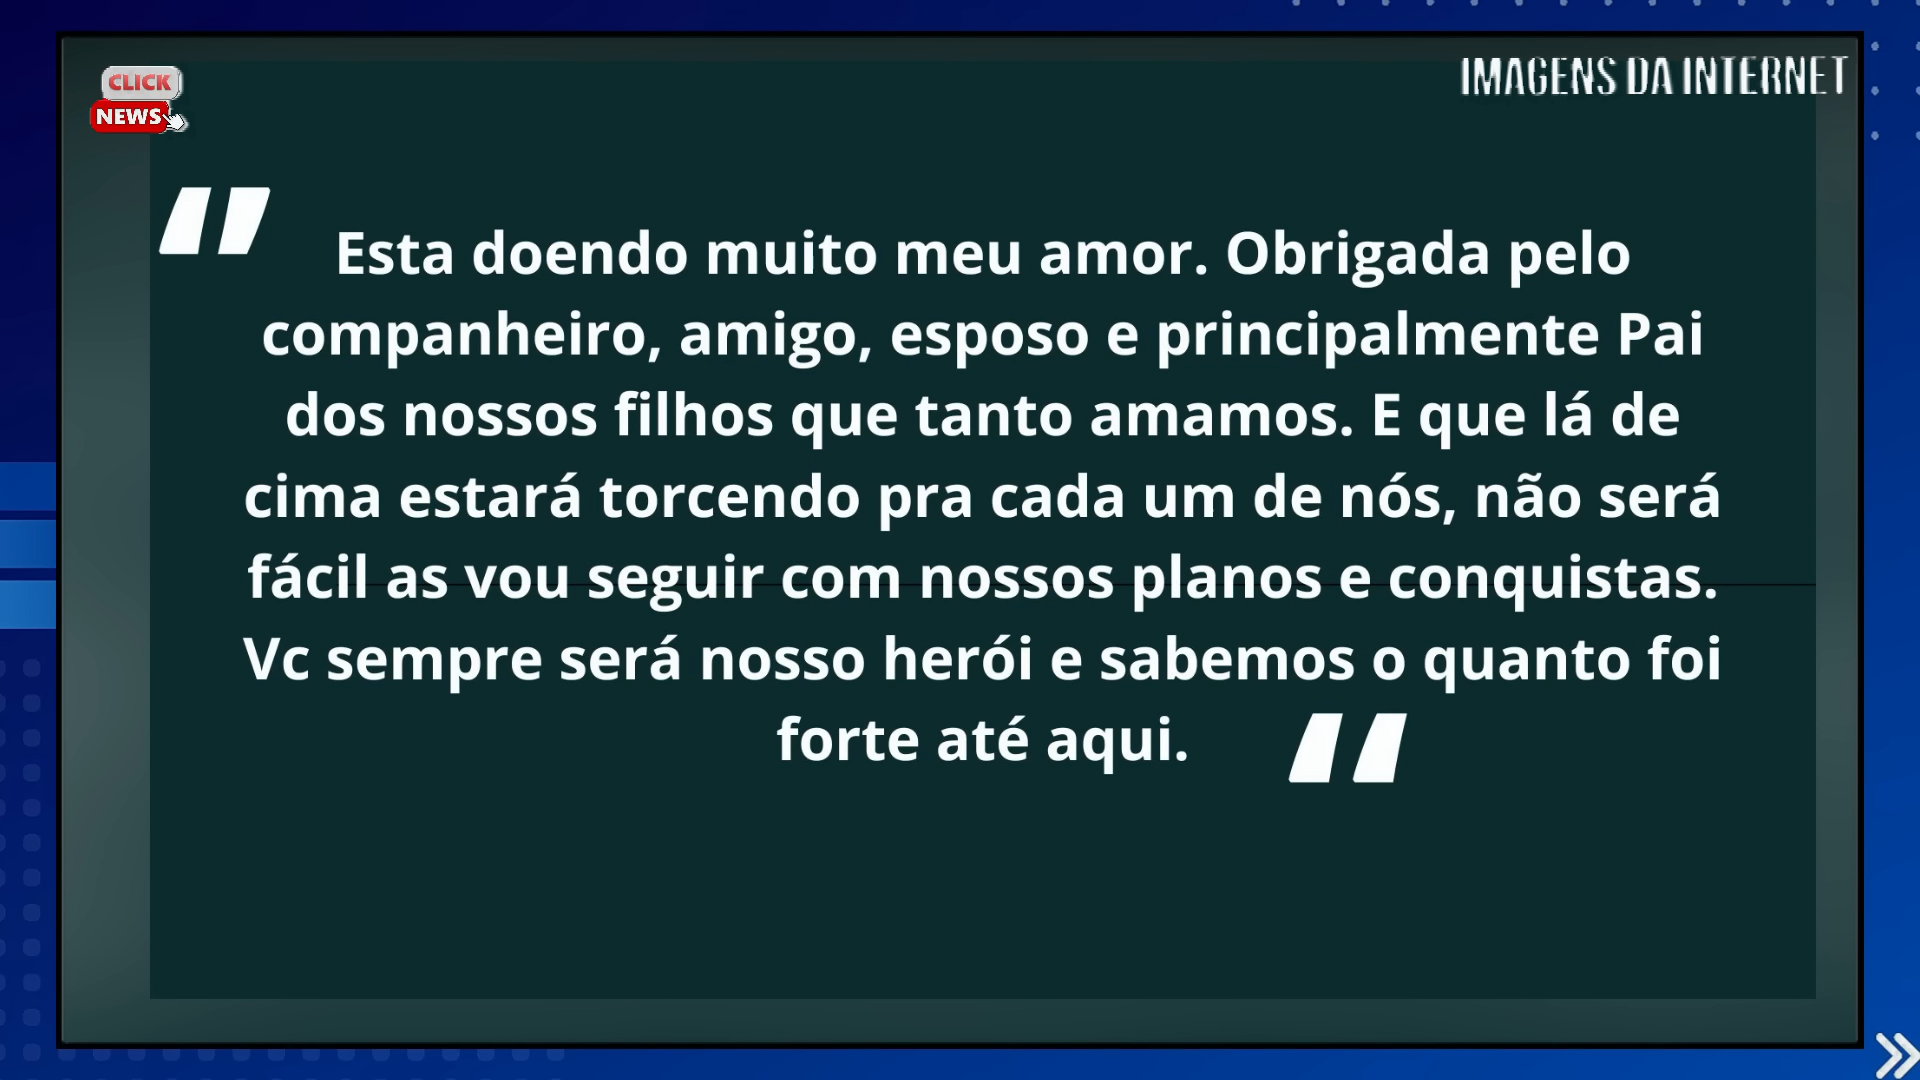 CLICK
NEWS
IMAGENS DA INTERNET
" Esta doendo muito meu amor. Obrigada pelo
companheiro, amigo, esposo e principalmente Pai
dos nossos filhos que tanto amamos. E que lá de
cima estará torcendo pra cada um de nós, não será
fácil as vou seguir com nossos planos e conquistas.
Vc sempre será nosso herói e sabemos o quanto foi
forte até aqui. "